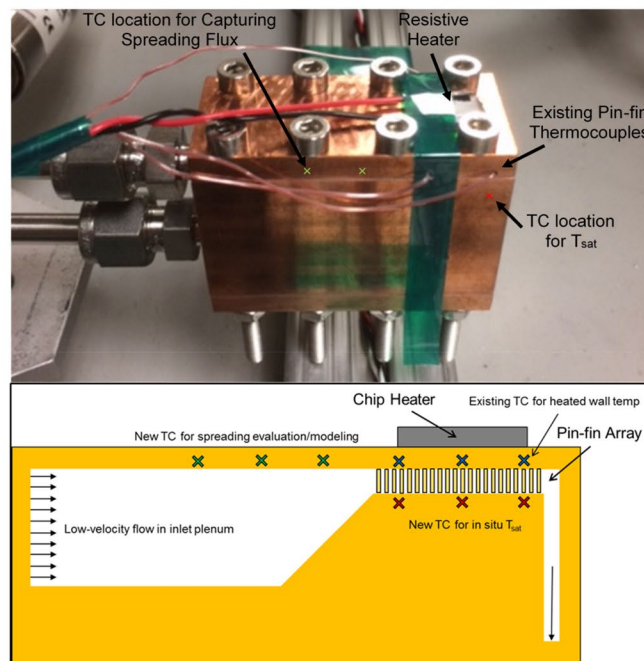 TC location for Capturing
Spreading Flux
Resistive
Heater
Existing Pin-fin
Thermocouples
TC location
for Tsat
Chip Heater
Existing TC for heated wall temp
New TC for spreading evaluation/modeling
Pin-fin Array
Low-velocity flow in inlet plenum
New TC for in situ Tsat